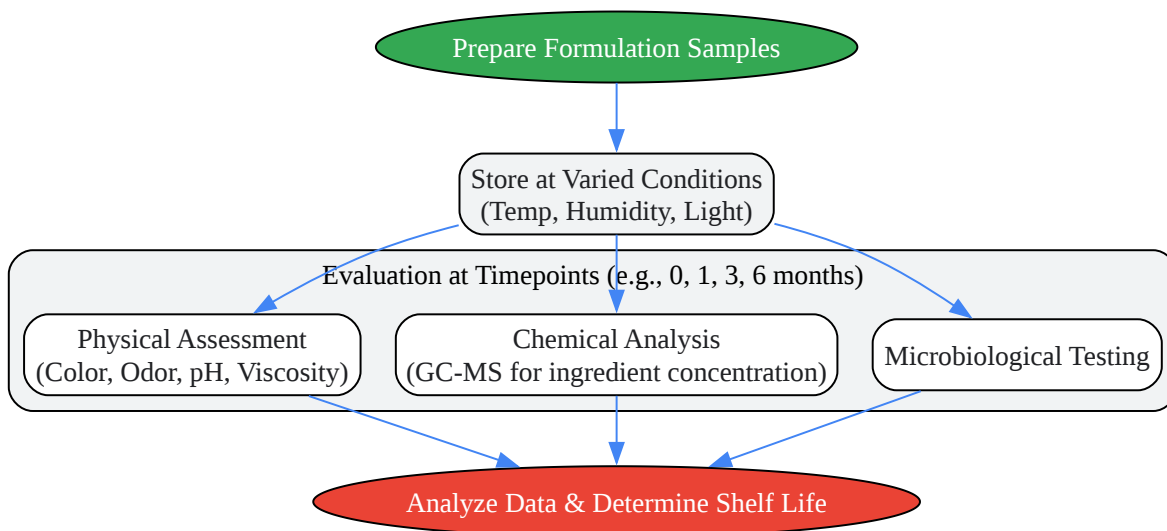 Prepare Formulation Samples
Store at Varied Conditions
(Temp, Humidity, Light)
Evaluation at Timepoints (e.g., 0, 1, 3, 6 months)
Physical Assessment
(Color, Odor, pH, Viscosity)
Chemical Analysis
(GC-MS for ingredient concentration)
Microbiological Testing
Analyze Data & Determine Shelf Life